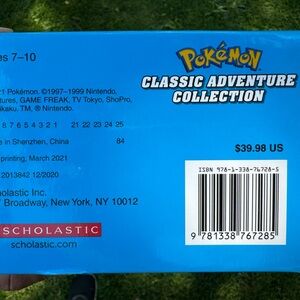 es 7–10
POKéMON
CLASSIC ADVENTURE
COLLECTION
1 Pokémon. ©1997–1999 Nintendo,
tures, GAME FREAK, TV Tokyo, ShoPro,
ikaku. TM, ® Nintendo.
8 7 6 5 4 3 2 1 21 22 23 24 25
e in Shenzhen, China 84
printing, March 2021
2013842 12/2020
$39.98 US
ISBN 978-1-338-76728-5
9 781338 767285
olastic Inc.
Broadway, New York, NY 10012
SCHOLASTIC
scholastic.com